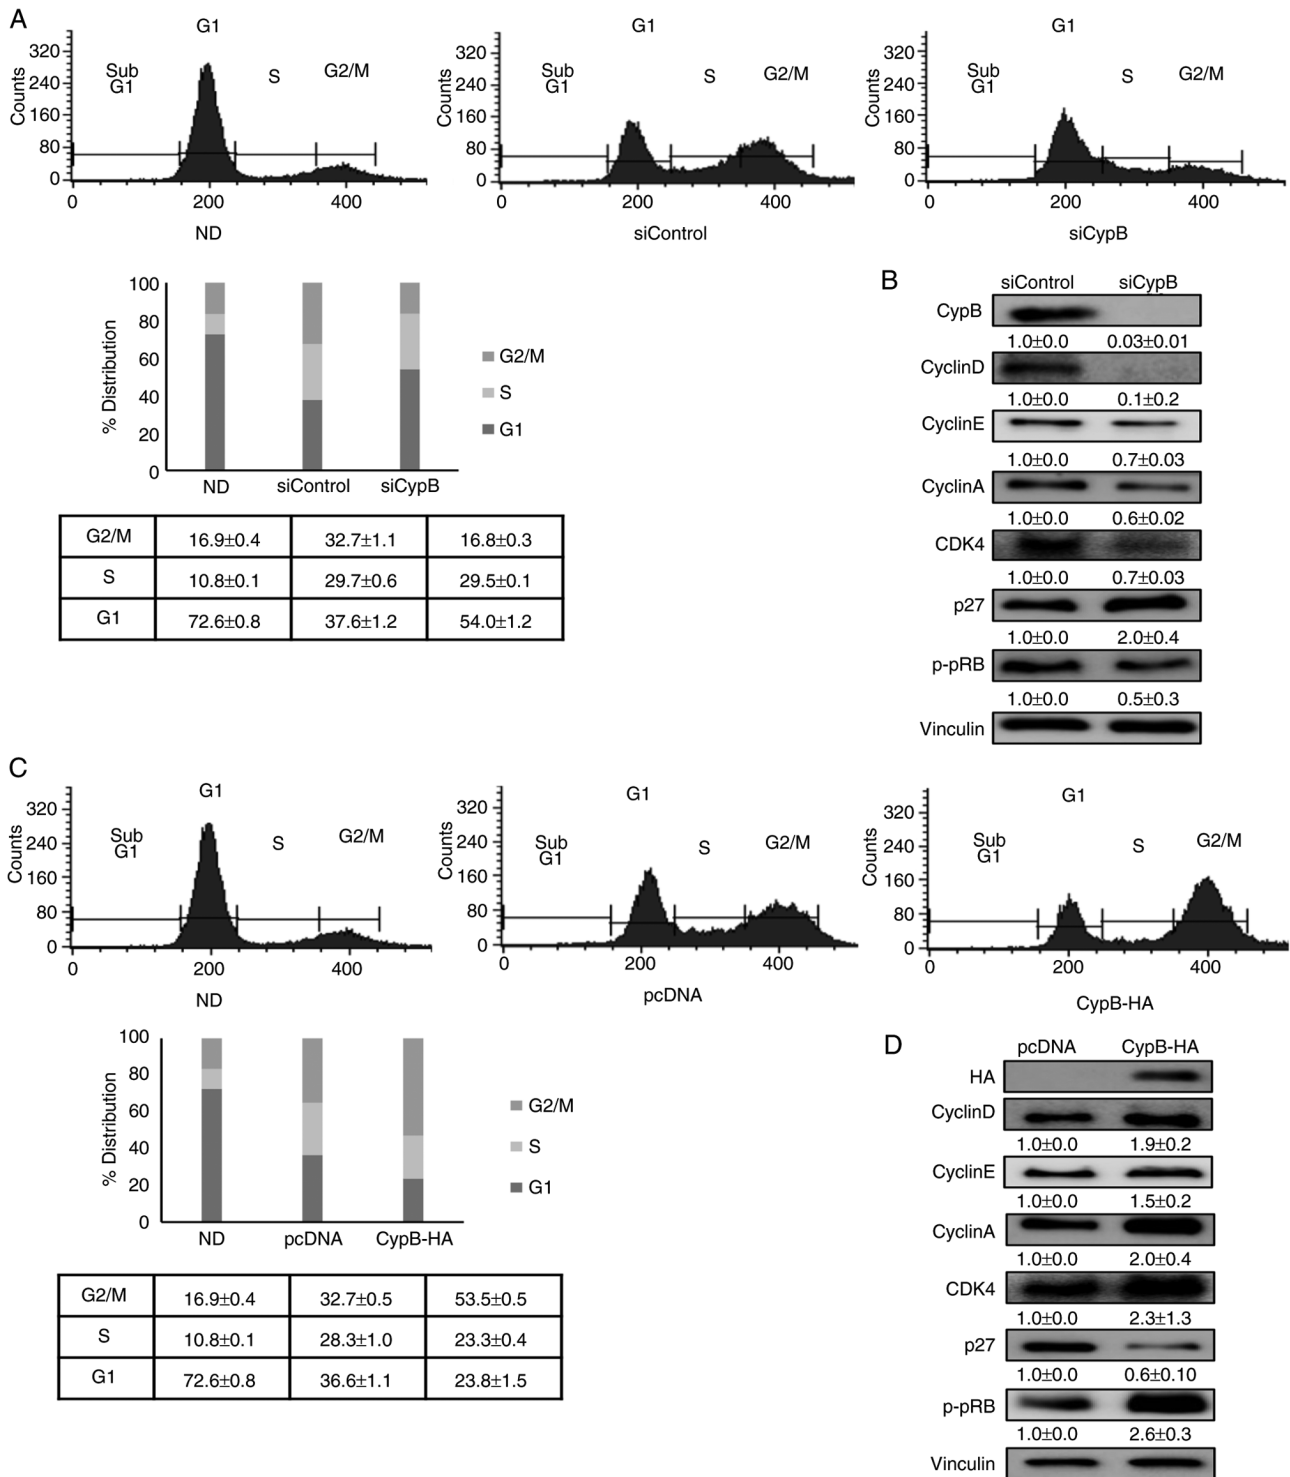 A
G1
G1
G1
Counts
320
240
160
80
0
Sub
G1
S
G2/M
0
200
400
ND
Counts
320
240
160
80
0
Sub
G1
S
G2/M
0
200
400
siControl
Counts
320
240
160
80
0
Sub
G1
S
G2/M
0
200
400
siCypB
% Distribution
100
80
60
40
20
0
ND
siControl
siCypB
G2/M
S
G1
G2/M 16.9±0.4 32.7±1.1 16.8±0.3
S 10.8±0.1 29.7±0.6 29.5±0.1
G1 72.6±0.8 37.6±1.2 54.0±1.2
B
siControl siCypB
CypB
1.0±0.0 0.03±0.01
CyclinD
1.0±0.0 0.1±0.2
CyclinE
1.0±0.0 0.7±0.03
CyclinA
1.0±0.0 0.6±0.02
CDK4
1.0±0.0 0.7±0.03
p27
1.0±0.0 2.0±0.4
p-pRB
1.0±0.0 0.5±0.3
Vinculin
C
G1
G1
G1
Counts
320
240
160
80
0
Sub
G1
S
G2/M
0
200
400
ND
Counts
320
240
160
80
0
Sub
G1
S
G2/M
0
200
400
pcDNA
Counts
320
240
160
80
0
Sub
G1
S
G2/M
0
200
400
CypB-HA
% Distribution
100
80
60
40
20
0
ND
pcDNA
CypB-HA
G2/M
S
G1
G2/M 16.9±0.4 32.7±0.5 53.5±0.5
S 10.8±0.1 28.3±1.0 23.3±0.4
G1 72.6±0.8 36.6±1.1 23.8±1.5
D
pcDNA CypB-HA
HA
CyclinD
1.0±0.0 1.9±0.2
CyclinE
1.0±0.0 1.5±0.2
CyclinA
1.0±0.0 2.0±0.4
CDK4
1.0±0.0 2.3±1.3
p27
1.0±0.0 0.6±0.10
p-pRB
1.0±0.0 2.6±0.3
Vinculin